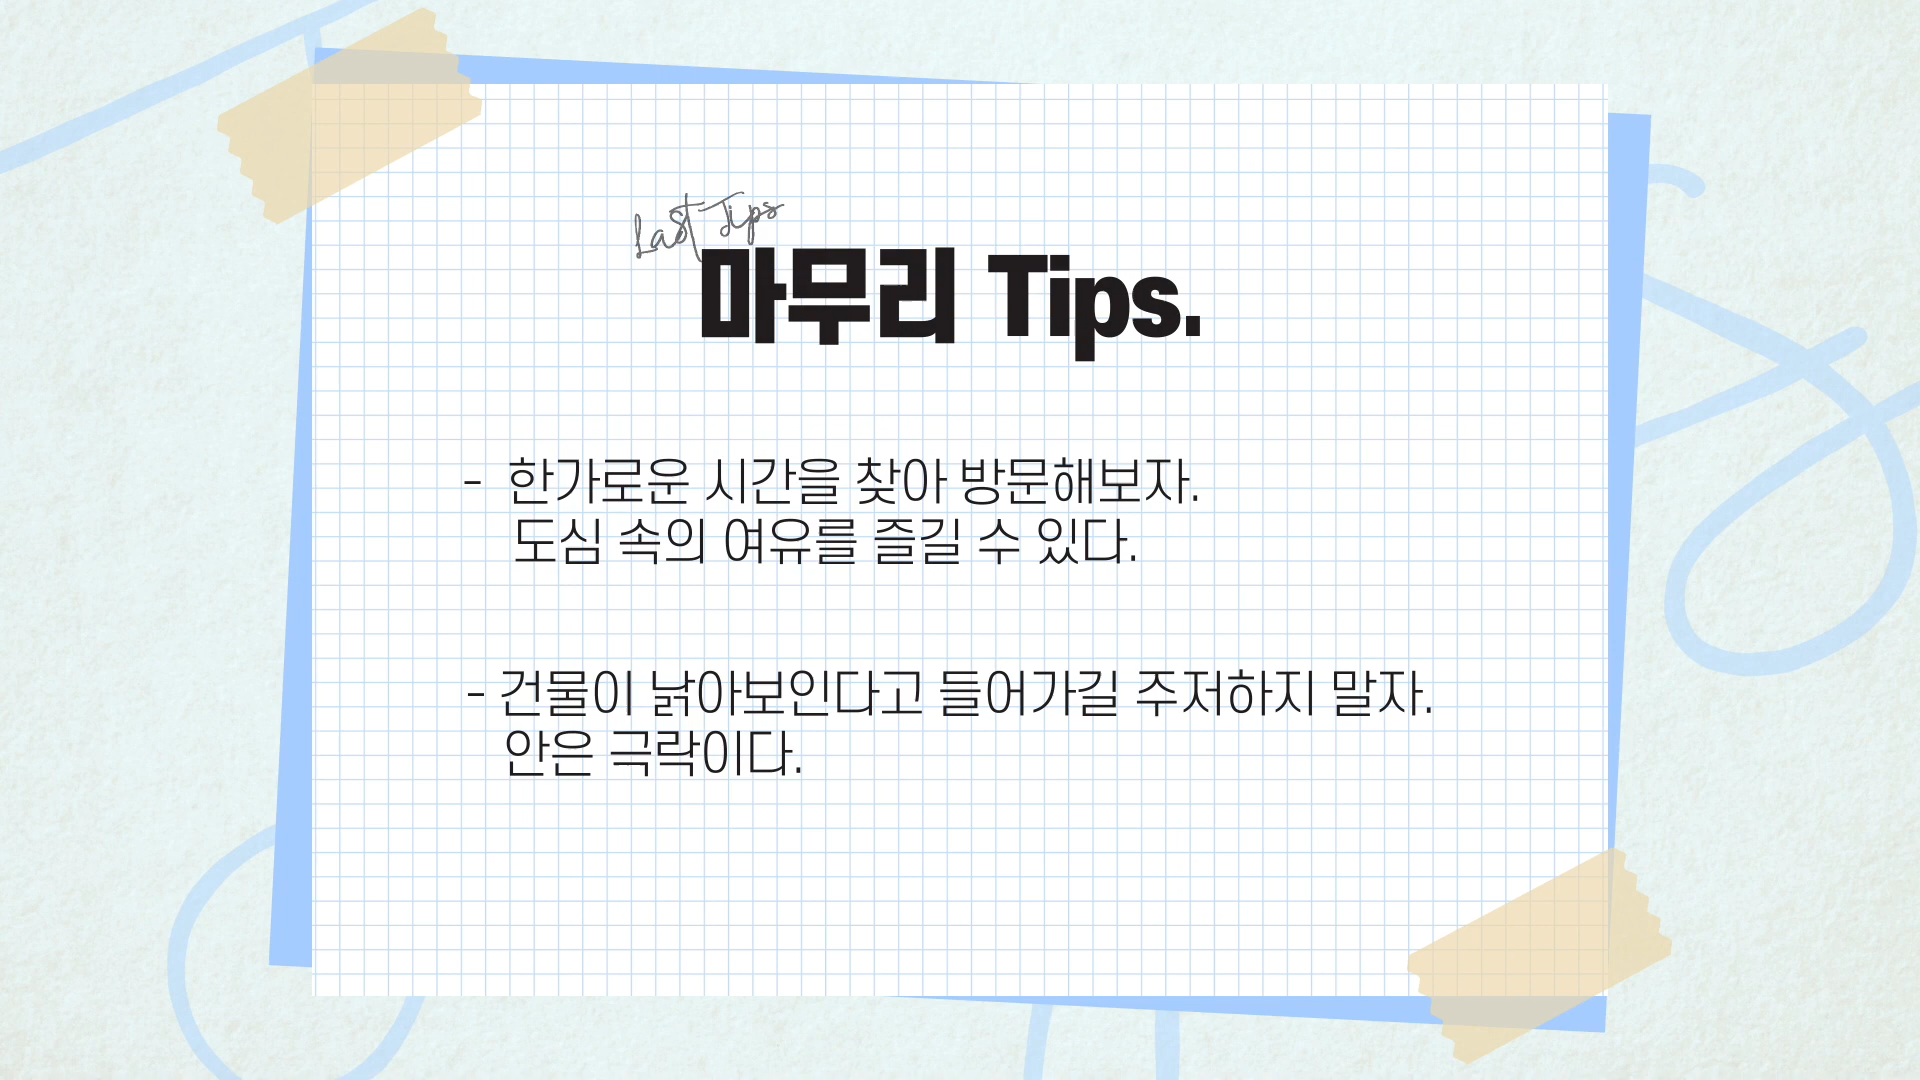 Last Tips
마무리 Tips.
- 한가로운 시간을 찾아 방문해보자.
도심 속의 여유를 즐길 수 있다.
- 건물이 낡아보인다고 들어가길 주저하지 말자.
안은 극락이다.